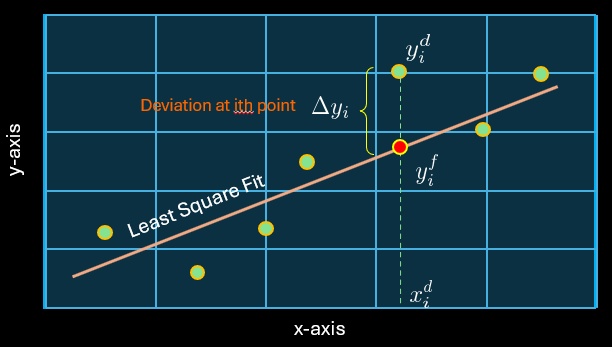 y_i^d
Deviation at ith point Δy_i
y_i^f
Least Square Fit
x_i^d
y-axis
x-axis